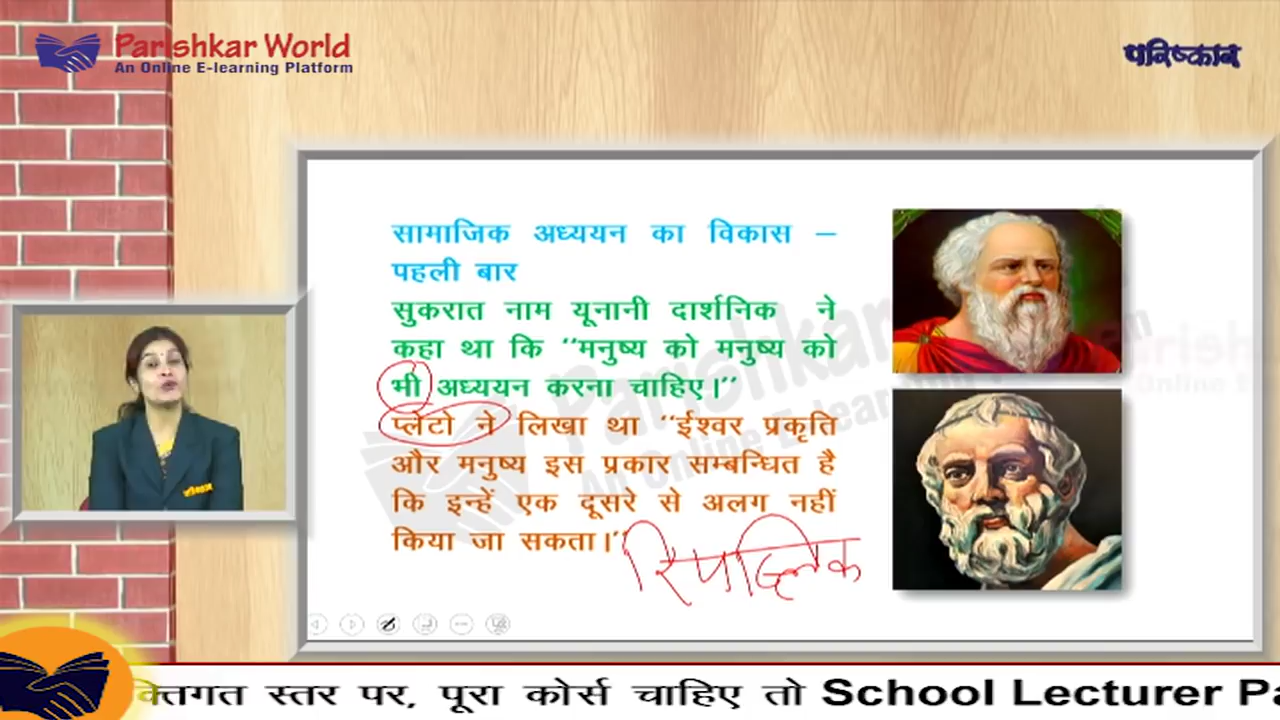 Parishkar World
An Online E-learning Platform
परिष्कार
सामाजिक अध्ययन का विकास –
पहली बार
सुकरात नाम यूनानी दार्शनिक ने
कहा था कि “मनुष्य को मनुष्य को
भी अध्ययन करना चाहिए।”
प्लेटो ने लिखा था “ईश्वर प्रकृति
और मनुष्य इस प्रकार सम्बन्धित है
कि इन्हें एक दूसरे से अलग नहीं
किया जा सकता।”
रिपब्लिक
क्तिगत स्तर पर, पूरा कोर्स चाहिए तो School Lecturer Pa